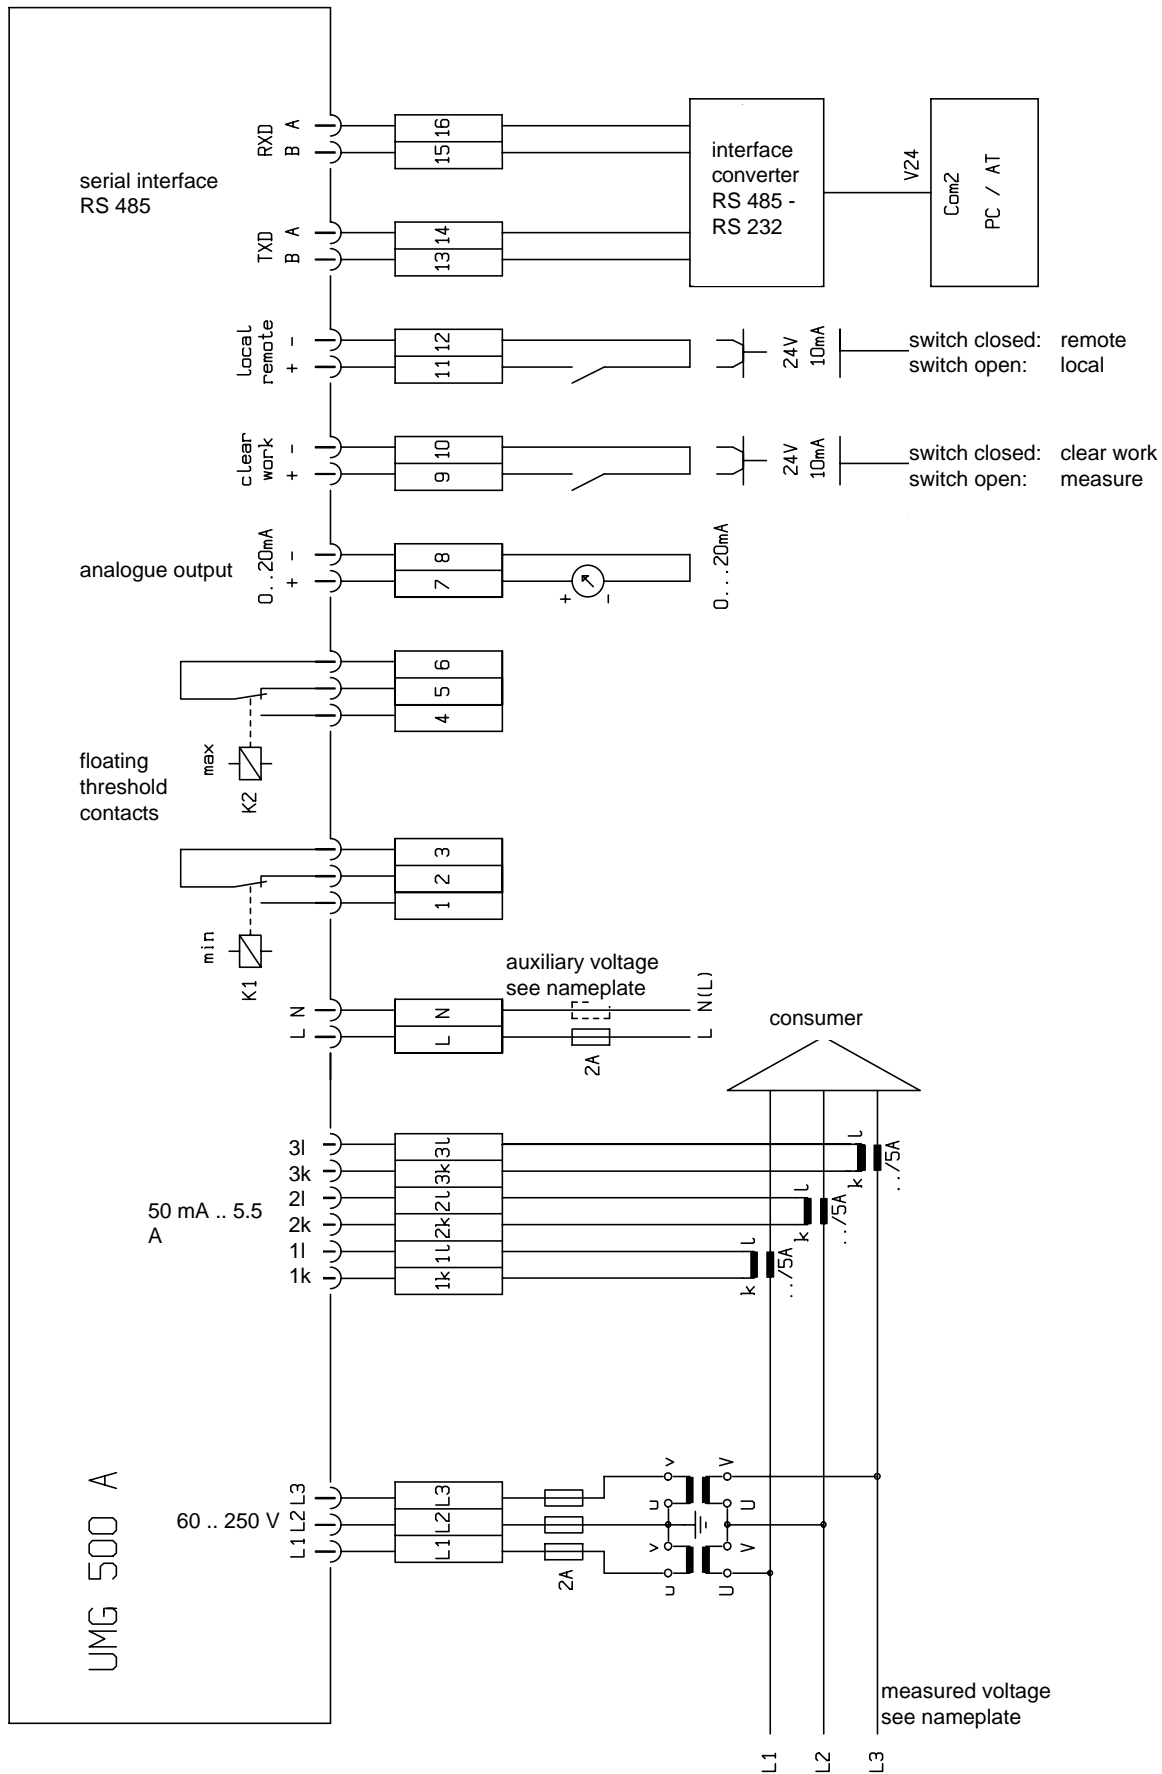 RXD
A
B
16
15
serial interface
RS 485
TXD
A
B
14
13
interface
converter
RS 485 -
RS 232
V24
Com2
PC / AT
local
remote
-
+
12
11
24V
10mA
switch closed: remote
switch open: local
clear
work
-
+
10
9
24V
10mA
switch closed: clear work
switch open: measure
analogue output
0..20mA
-
+
8
7
+
-
0...20mA
6
5
4
max
K2
floating
threshold
contacts
3
2
1
min
K1
auxiliary voltage
see nameplate
N
L
N
L
2A
N(L)
L
consumer
3l
3k
2l
2k
1l
1k
50 mA .. 5.5
A
3l
3k
2l
2k
1l
1k
k
l
../5A
k
l
../5A
k
l
../5A
UMG 500 A
60 .. 250 V
L3
L2
L1
L3
L2
L1
2A
v
V
u
U
v
V
u
U
measured voltage
see nameplate
L1
L2
L3